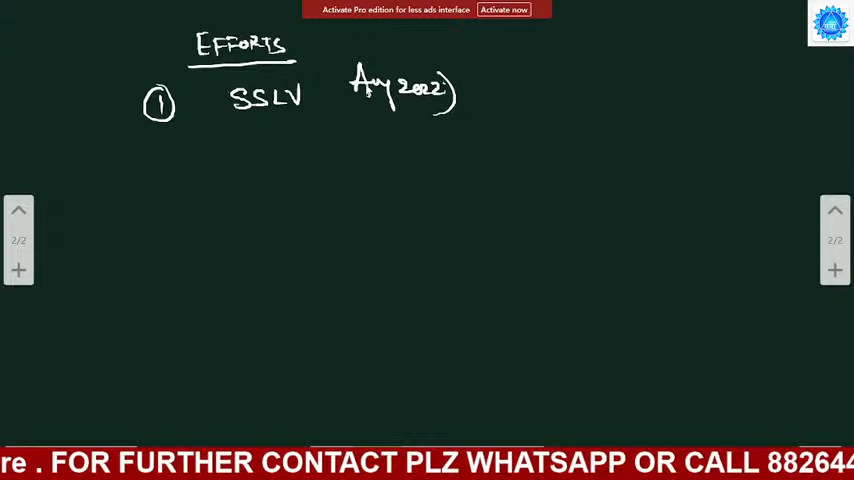 Activate Pro edition for less ads interface Activate now
EFFORTS
① SSLV Aug 2022)
2/2
2/2
re . FOR FURTHER CONTACT PLZ WHATSAPP OR CALL 882644